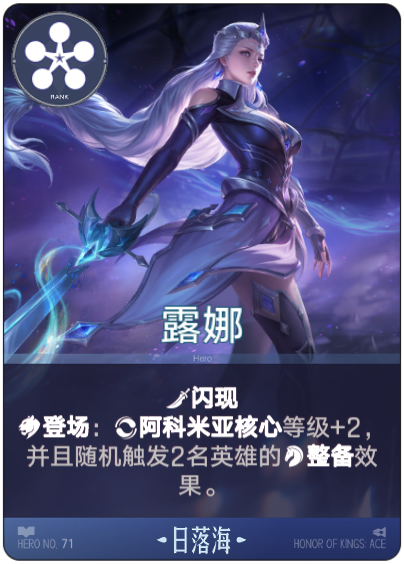 RANK
露娜
Hero
闪现
登场：阿科米亚核心等级+2，
并且随机触发2名英雄的整备效
果。
HERO NO. 71
日落海
HONOR OF KINGS: ACE